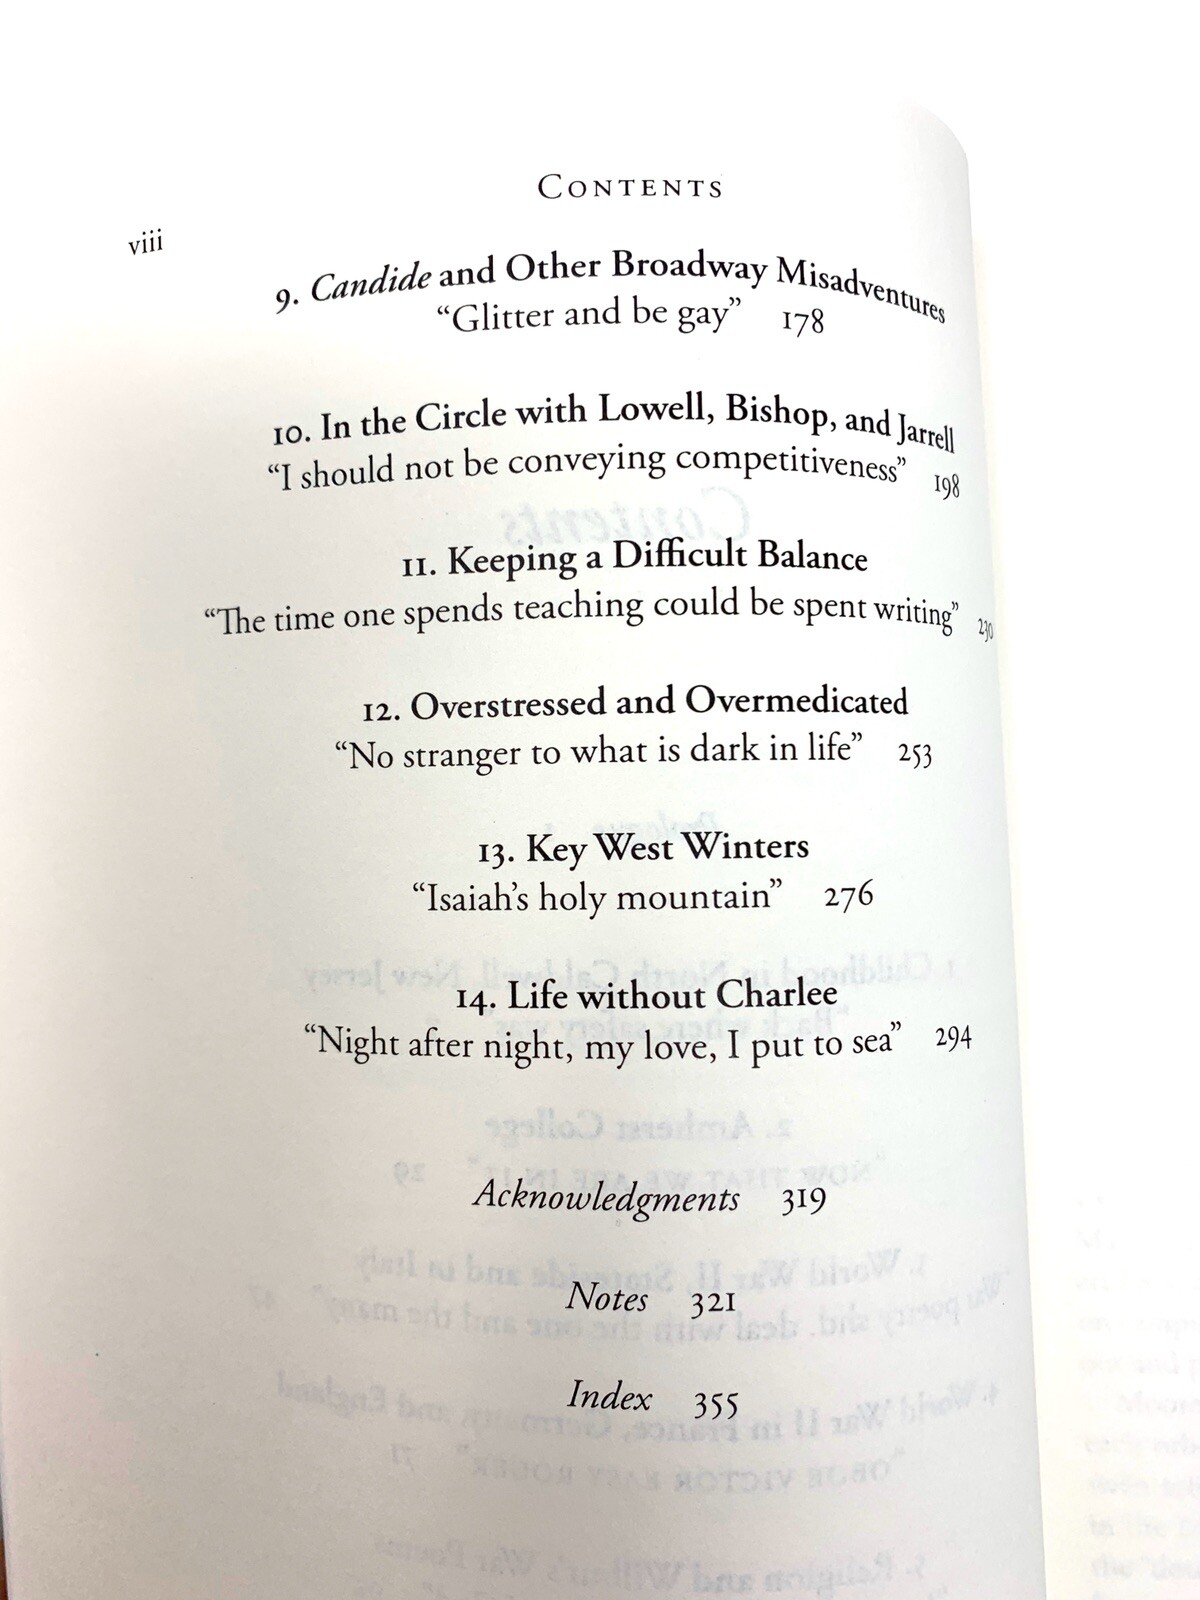 CONTENTS
viii
9. Candide and Other Broadway Misadventures
“Glitter and be gay” 178
10. In the Circle with Lowell, Bishop, and Jarrell
“I should not be conveying competitiveness” 198
11. Keeping a Difficult Balance
“The time one spends teaching could be spent writing” 230
12. Overstressed and Overmedicated
“No stranger to what is dark in life” 253
13. Key West Winters
“Isaiah’s holy mountain” 276
14. Life without Charlee
“Night after night, my love, I put to sea” 294
Acknowledgments 319
Notes 321
Index 355